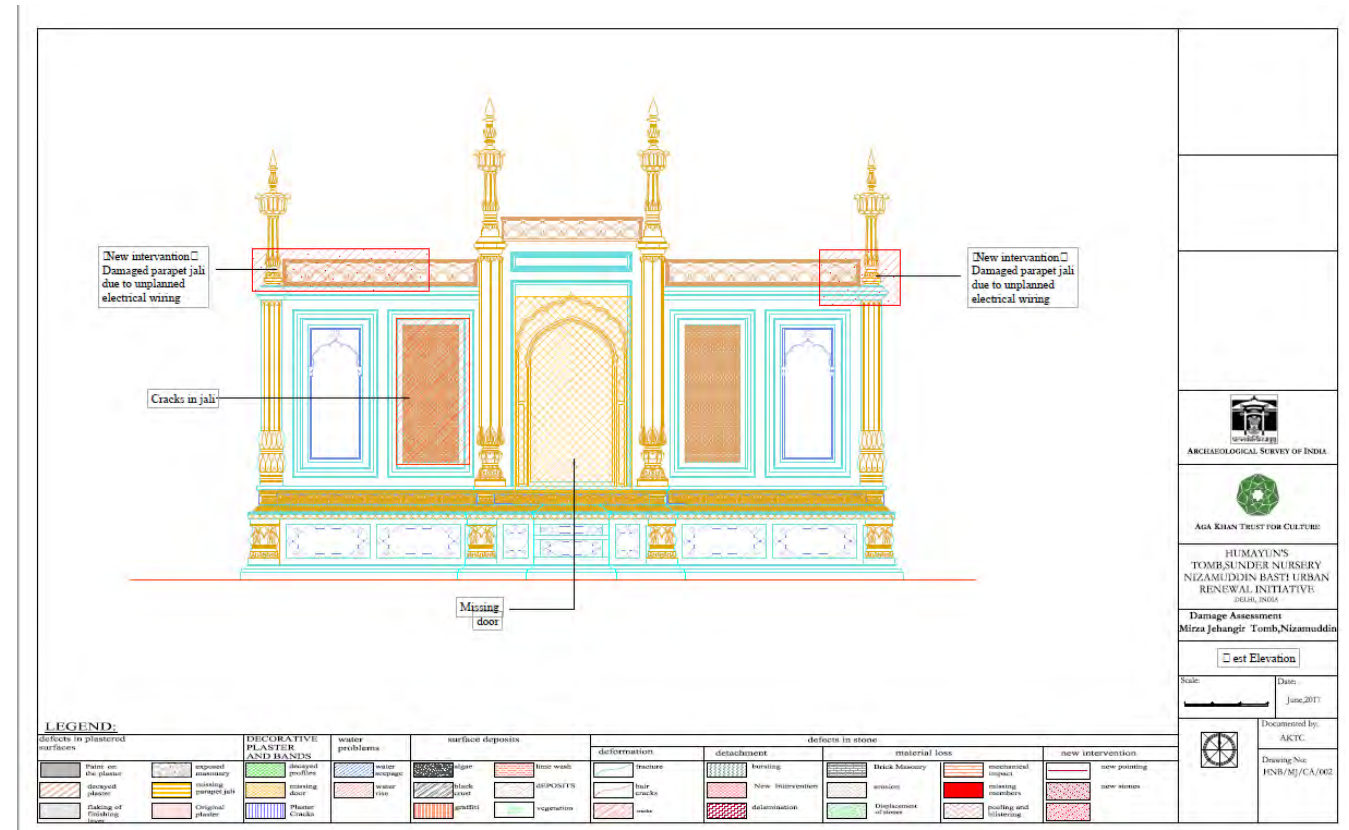 ▯New intervantion▯
Damaged parapet jali
due to unplanned
electrical wiring
▯New intervantion▯
Damaged parapet jali
due to unplanned
electrical wiring
Cracks in jali
Missing
door
ARCHAEOLOGICAL SURVEY OF INDIA
AGA KHAN TRUST FOR CULTURE
HUMAYUN'S
TOMB,SUNDER NURSERY
NIZAMUDDIN BASTI URBAN
RENEWAL INITIATIVE
DELHI, INDIA
Damage Assessment
Mirza Jehangir Tomb,Nizamuddin
▯ est Elevation
Scale:
Date:
June,2017
Documented by:
AKTC
Drawing No:
HNB/MJ/CA/002
LEGEND:
defects in plastered
surfaces
DECORATIVE
PLASTER
AND BANDS
water
problems
surface deposits
defects in stone
deformation
detachment
material loss
new intervention
Paint on
the plaster
exposed
masonary
decayed
profiles
water
seepage
algae
lime wash
fracture
bursting
Brick Masonry
mechanical
impact
new pointing
decayed
plaster
missing
parapet jali
missing
door
water
rise
black
crust
dEPOSITS
hair
cracks
New Intervention
erosion
missing
members
new stones
flaking of
finishing
layer
Original
plaster
Plaster
Cracks
graffiti
vegetation
delamination
Displacement
of stones
peeling and
blistering